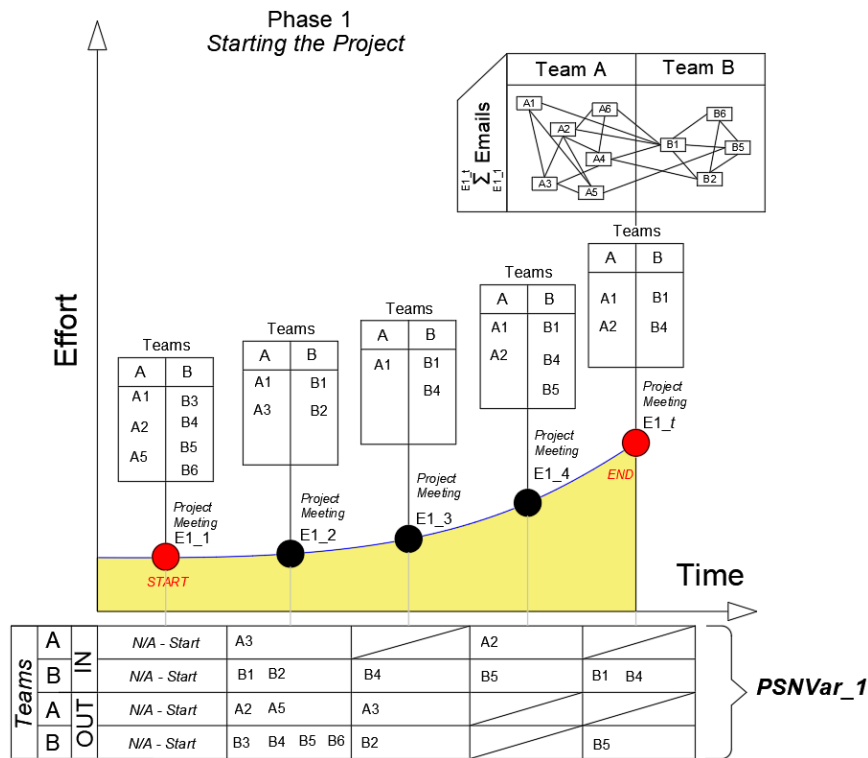 Phase 1
Starting the Project
Effort
Time
E1_t
Σ Emails
E1_1
Team A Team B
A1 A6 B6
A2 B1 B5
A4
A3 A5 B2
Teams
A B
A1 B3
A2 B4
A5 B5
B6
Project
Meeting
E1_1
START
Teams
A B
A1 B1
A3 B2
Project
Meeting
E1_2
Teams
A B
A1 B1
B4
Project
Meeting
E1_3
Teams
A B
A1 B1
A2 B4
B5
Project
Meeting
E1_4
Teams
A B
A1 B1
A2 B4
Project
Meeting
E1_t
END
Teams
IN
A N/A - Start A3 A2
B N/A - Start B1 B2 B4 B5 B1 B4
OUT
A N/A - Start A2 A5 A3
B N/A - Start B3 B4 B5 B6 B2 B5
PSNVar_1